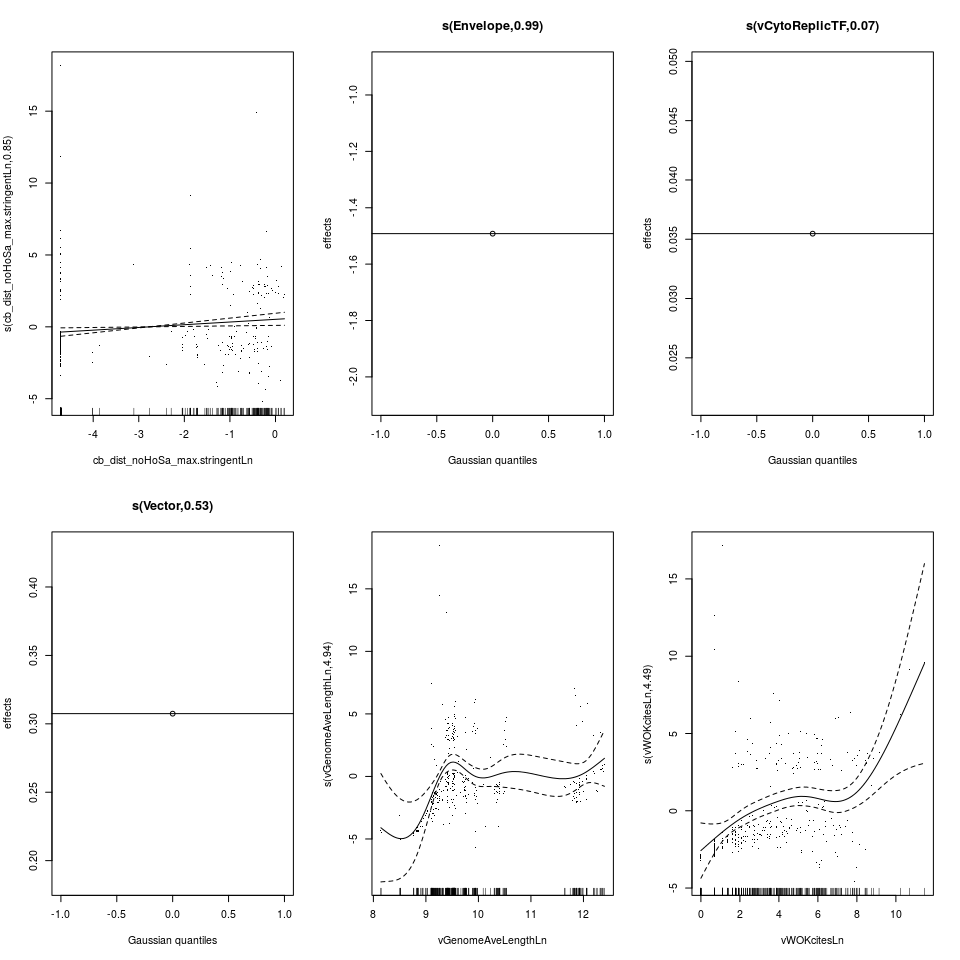 s(cb_dist_noHoSa_max.stringentLn,0.85)
-5 0 5 10 15
-4 -3 -2 -1 0
cb_dist_noHoSa_max.stringentLn
s(Envelope,0.99)
effects
-2.0 -1.8 -1.6 -1.4 -1.2 -1.0
-1.0 -0.5 0.0 0.5 1.0
Gaussian quantiles
s(vCytoReplicTF,0.07)
effects
0.025 0.030 0.035 0.040 0.045 0.050
-1.0 -0.5 0.0 0.5 1.0
Gaussian quantiles
s(Vector,0.53)
effects
0.20 0.25 0.30 0.35 0.40
-1.0 -0.5 0.0 0.5 1.0
Gaussian quantiles
s(vGenomeAveLengthLn,4.94)
-5 0 5 10 15
8 9 10 11 12
vGenomeAveLengthLn
s(vWOKcitesLn,4.49)
-5 0 5 10 15
0 2 4 6 8 10
vWOKcitesLn